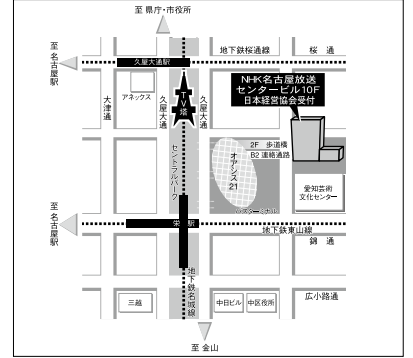 至 県庁・市役所
至 名古屋駅
地下鉄桜通線
桜 通
久屋大通駅
アネックス
大津通
久屋大通
TV塔
久屋大通
NHK名古屋放送
センタービル10F
日本経営協会受付
2F 歩道橋
B2 連絡通路
セントラルパーク
オアシス21
愛知芸術
文化センター
至 名古屋駅
栄駅
地下鉄東山線
錦 通
地下鉄名城線
三越
中日ビル
中区役所
広小路通
至 金山